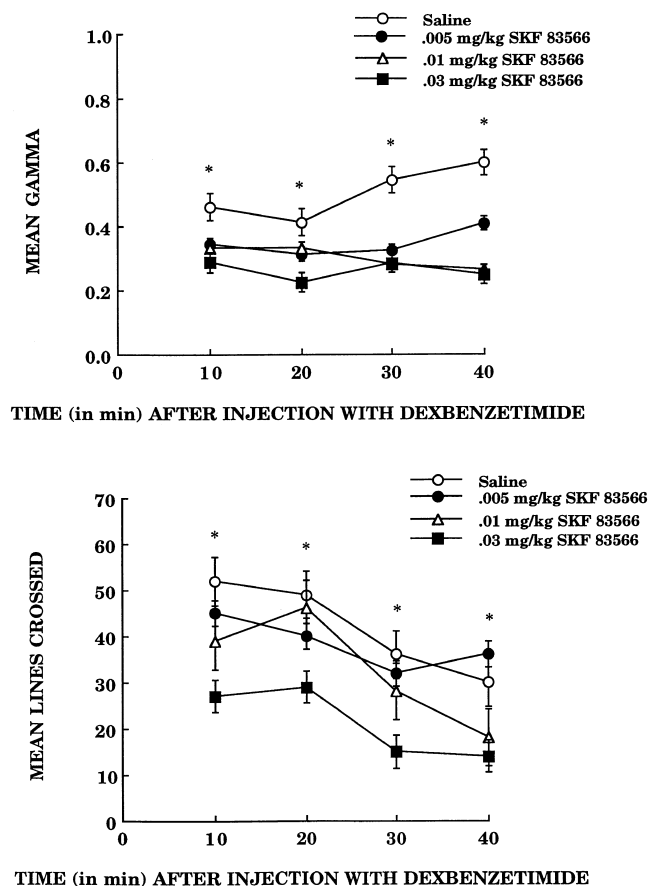 Saline
.005 mg/kg SKF 83566
.01 mg/kg SKF 83566
.03 mg/kg SKF 83566
MEAN GAMMA
1.0
0.8
0.6
0.4
0.2
0.0
* * * *
0 10 20 30 40
TIME (in min) AFTER INJECTION WITH DEXBENZETIMIDE
Saline
.005 mg/kg SKF 83566
.01 mg/kg SKF 83566
.03 mg/kg SKF 83566
MEAN LINES CROSSED
70
60
50
40
30
20
10
0
* * * *
0 10 20 30 40
TIME (in min) AFTER INJECTION WITH DEXBENZETIMIDE